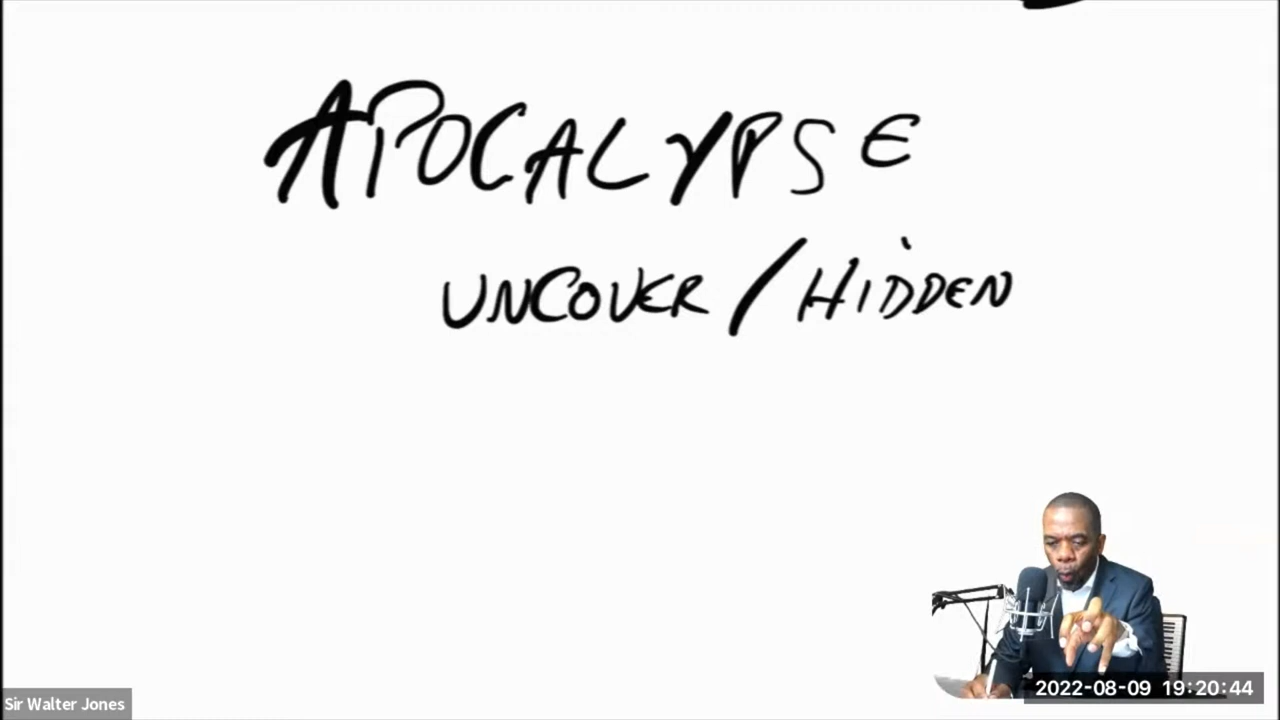 APOCALYPSE
UNCOVER / HIDDEN
Sir Walter Jones
2022-08-09 19:20:44